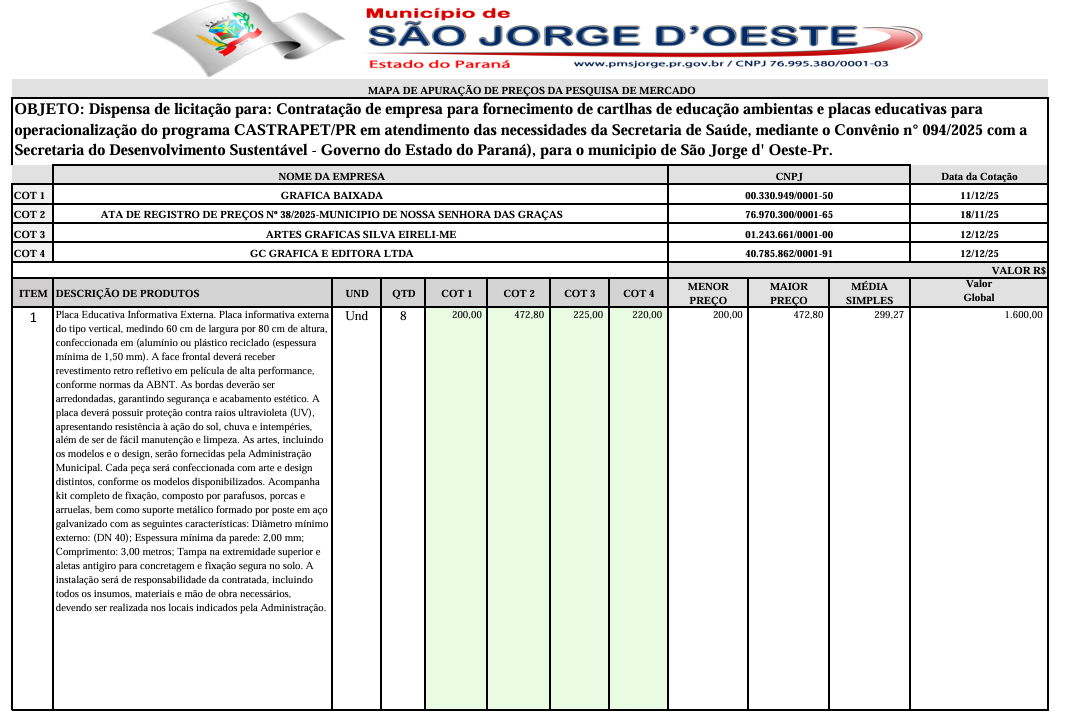 Município de
SÃO JORGE D'OESTE
Estado do Paraná
www.pmsjorge.pr.gov.br / CNPJ 76.995.380/0001-03
MAPA DE APURAÇÃO DE PREÇOS DA PESQUISA DE MERCADO
OBJETO: Dispensa de licitação para: Contratação de empresa para fornecimento de cartlhas de educação ambientas e placas educativas para
operacionalização do programa CASTRAPET/PR em atendimento das necessidades da Secretaria de Saúde, mediante o Convênio n° 094/2025 com a
Secretaria do Desenvolvimento Sustentável - Governo do Estado do Paraná), para o municipio de São Jorge d' Oeste-Pr.
NOME DA EMPRESA CNPJ Data da Cotação
COT 1 GRAFICA BAIXADA 00.330.949/0001-50 11/12/25
COT 2 ATA DE REGISTRO DE PREÇOS Nº 38/2025-MUNICIPIO DE NOSSA SENHORA DAS GRAÇAS 76.970.300/0001-65 18/11/25
COT 3 ARTES GRAFICAS SILVA EIRELI-ME 01.243.661/0001-00 12/12/25
COT 4 GC GRAFICA E EDITORA LTDA 40.785.862/0001-91 12/12/25
VALOR R$
ITEM DESCRIÇÃO DE PRODUTOS UND QTD COT 1 COT 2 COT 3 COT 4 MENOR PREÇO MAIOR PREÇO MÉDIA SIMPLES Valor Global
1 Placa Educativa Informativa Externa. Placa informativa externa Und 8 200,00 472,80 225,00 220,00 200,00 472,80 299,27 1.600,00
do tipo vertical, medindo 60 cm de largura por 80 cm de altura,
confeccionada em (alumínio ou plástico reciclado (espessura
mínima de 1,50 mm). A face frontal deverá receber
revestimento retro refletivo em película de alta performance,
conforme normas da ABNT. As bordas deverão ser
arredondadas, garantindo segurança e acabamento estético. A
placa deverá possuir proteção contra raios ultravioleta (UV),
apresentando resistência à ação do sol, chuva e intempéries,
além de ser de fácil manutenção e limpeza. As artes, incluindo
os modelos e o design, serão fornecidas pela Administração
Municipal. Cada peça será confeccionada com arte e design
distintos, conforme os modelos disponibilizados. Acompanha
kit completo de fixação, composto por parafusos, porcas e
arruelas, bem como suporte metálico formado por poste em aço
galvanizado com as seguintes características: Diâmetro mínimo
externo: (DN 40); Espessura mínima da parede: 2,00 mm;
Comprimento: 3,00 metros; Tampa na extremidade superior e
aletas antigiro para concretagem e fixação segura no solo. A
instalação será de responsabilidade da contratada, incluindo
todos os insumos, materiais e mão de obra necessários,
devendo ser realizada nos locais indicados pela Administração.